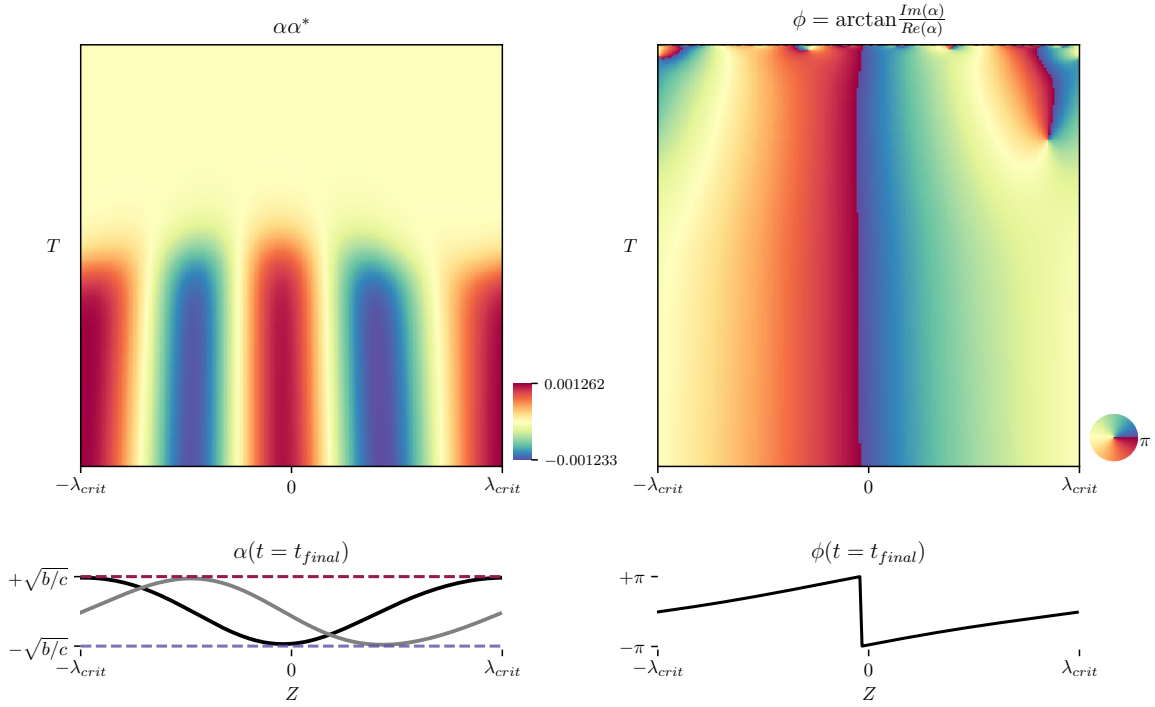 αα*
ϕ = arctan Im(α)/Re(α)
T
T
0.001262
−0.001233
π
−λcrit 0 λcrit
−λcrit 0 λcrit
α(t = tfinal)
ϕ(t = tfinal)
+√b/c
−√b/c
+π
−π
−λcrit 0 λcrit
−λcrit 0 λcrit
Z
Z